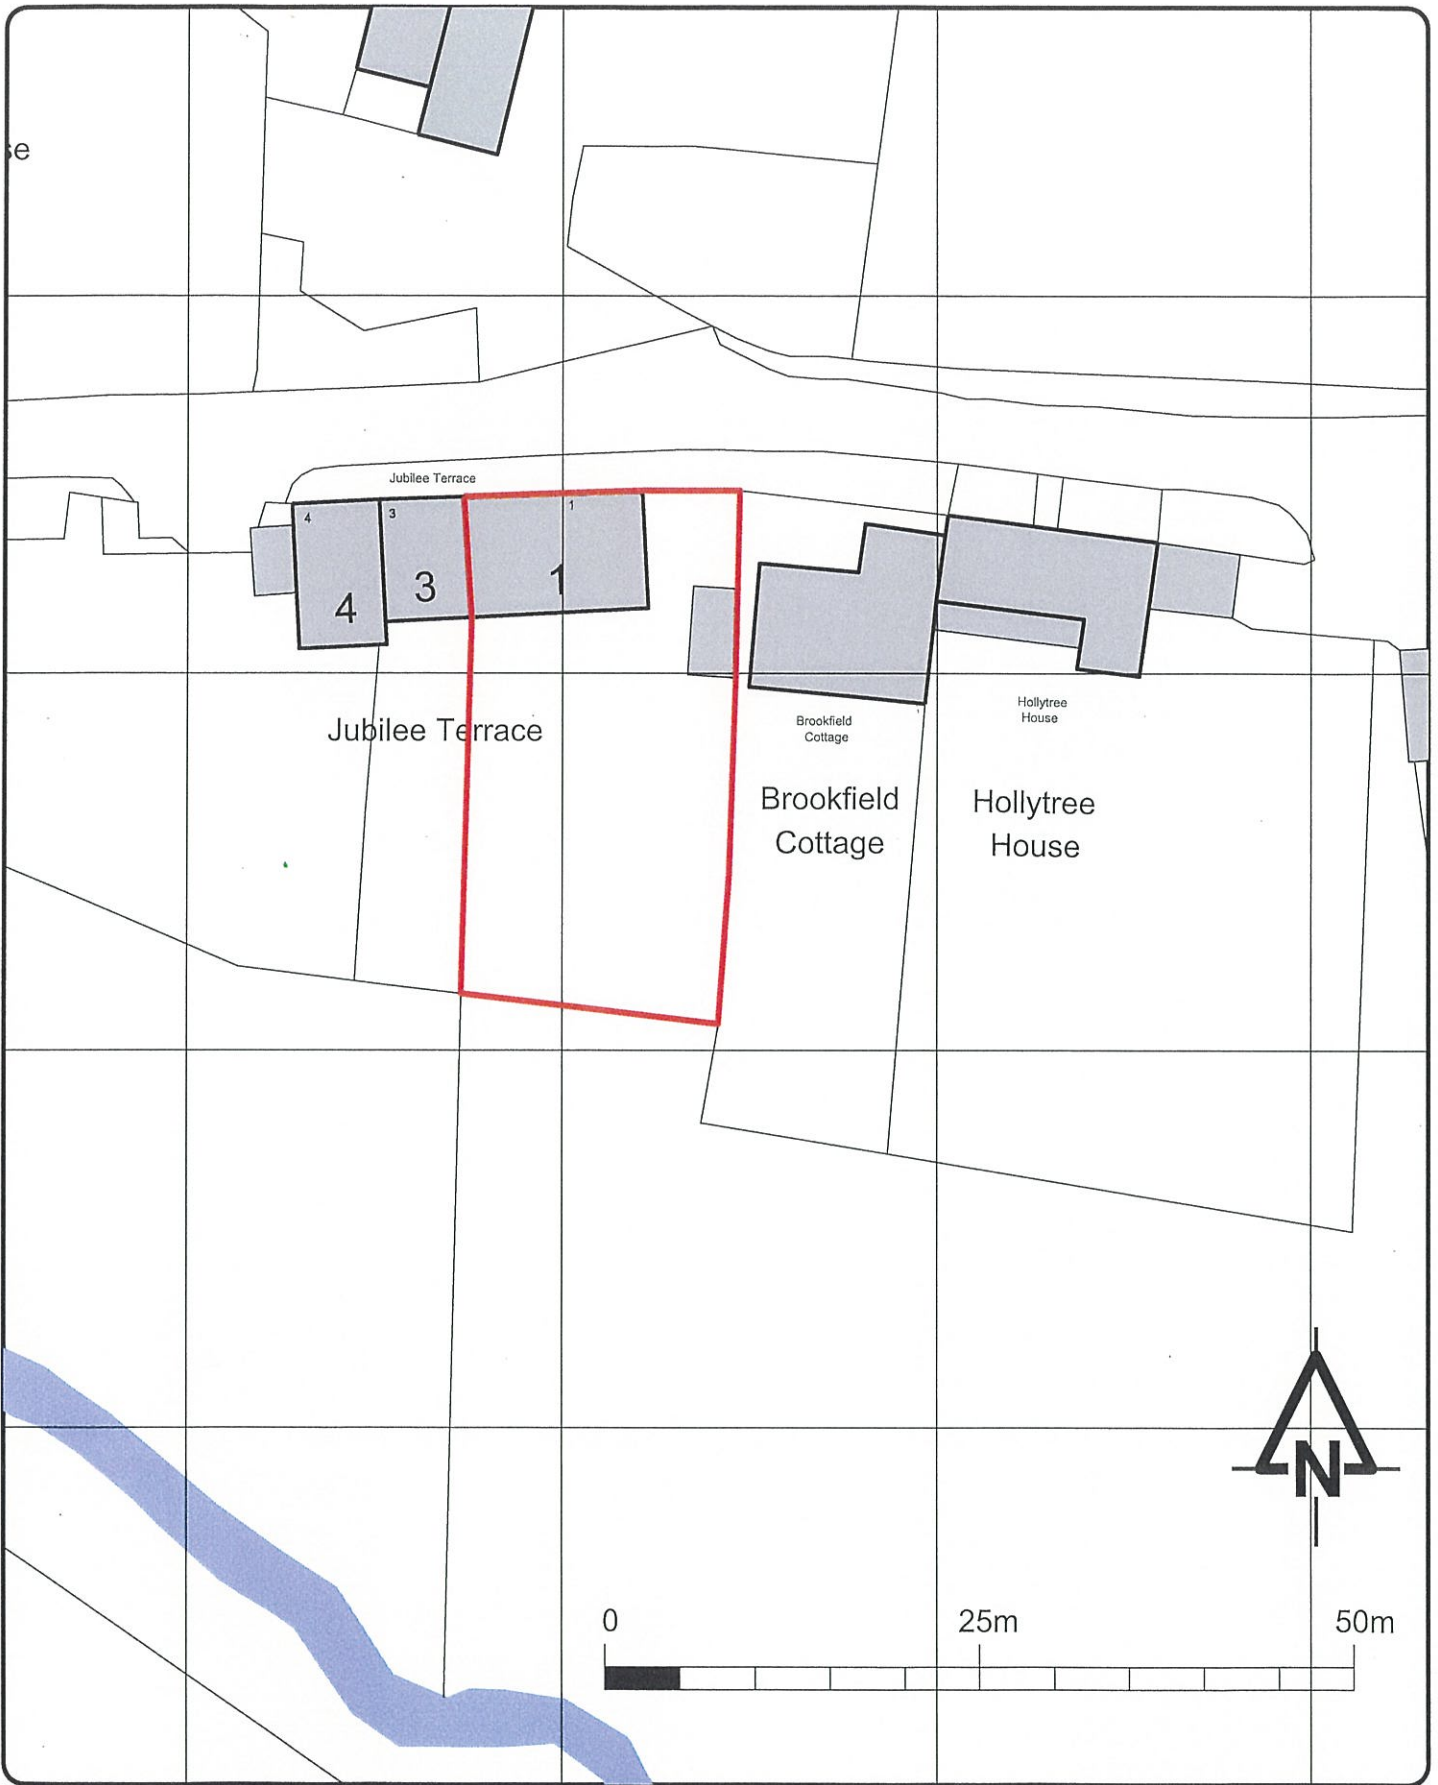 se
Jubilee Terrace
4
3
1
4
3
1
Jubilee Terrace
Brookfield
Cottage
Hollytree
House
Brookfield
Cottage
Hollytree
House
N
0
25m
50m